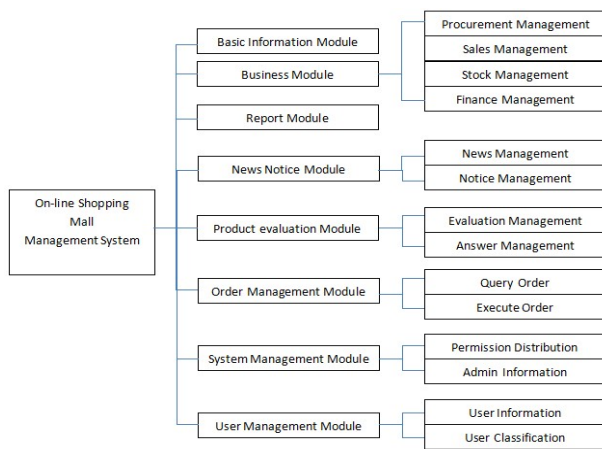 On-line Shopping
Mall
Management System
Basic Information Module
Business Module
Procurement Management
Sales Management
Stock Management
Finance Management
Report Module
News Notice Module
News Management
Notice Management
Product evaluation Module
Evaluation Management
Answer Management
Order Management Module
Query Order
Execute Order
System Management Module
Permission Distribution
Admin Information
User Management Module
User Information
User Classification